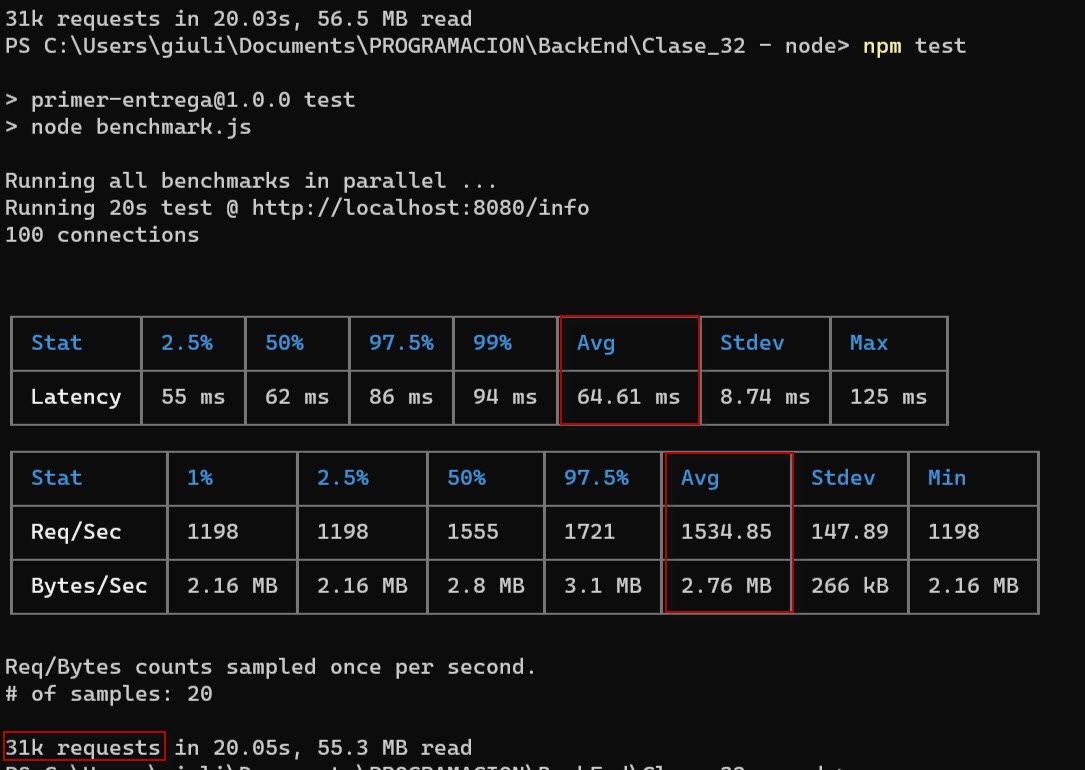 31k requests in 20.03s, 56.5 MB read
PS C:\Users\giuli\Documents\PROGRAMACION\BackEnd\Clase_32 - node> npm test
> primer-entrega@1.0.0 test
> node benchmark.js
Running all benchmarks in parallel ...
Running 20s test @ http://localhost:8080/info
100 connections
Stat 2.5% 50% 97.5% 99% Avg Stdev Max
Latency 55 ms 62 ms 86 ms 94 ms 64.61 ms 8.74 ms 125 ms
Stat 1% 2.5% 50% 97.5% Avg Stdev Min
Req/Sec 1198 1198 1555 1721 1534.85 147.89 1198
Bytes/Sec 2.16 MB 2.16 MB 2.8 MB 3.1 MB 2.76 MB 266 kB 2.16 MB
Req/Bytes counts sampled once per second.
# of samples: 20
31k requests in 20.05s, 55.3 MB read